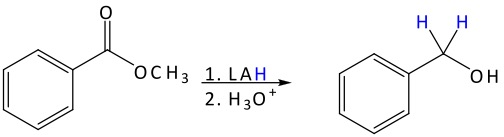 O
OCH₃
1. LAH
2. H₃O⁺
H H
OH